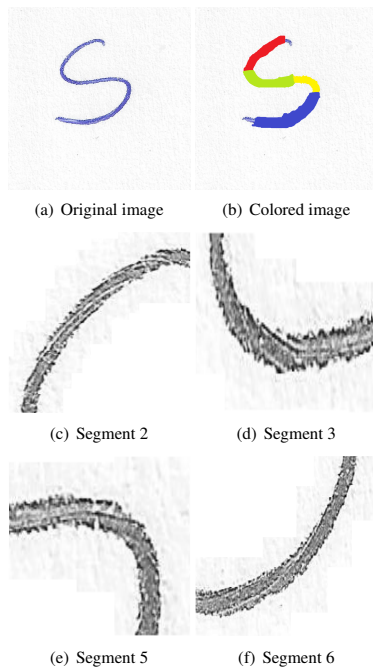 S
S
(a) Original image
(b) Colored image
(c) Segment 2
(d) Segment 3
(e) Segment 5
(f) Segment 6